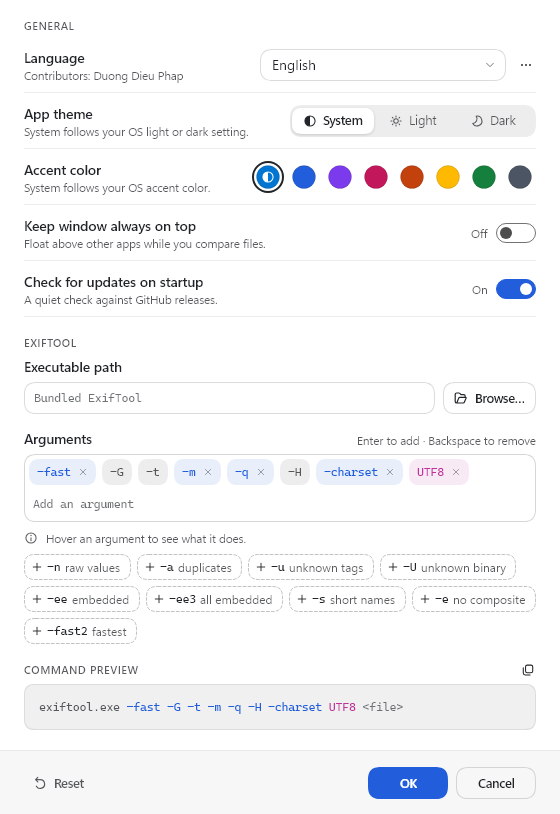 GENERAL
Language
Contributors: Duong Dieu Phap
English
App theme
System follows your OS light or dark setting.
System
Light
Dark
Accent color
System follows your OS accent color.
Keep window always on top
Float above other apps while you compare files.
Off
Check for updates on startup
A quiet check against GitHub releases.
On
EXIFTOOL
Executable path
Bundled ExifTool
Browse...
Arguments
Enter to add · Backspace to remove
-fast × -G -t -m × -q × -H -charset × UTF8 ×
Add an argument
Hover an argument to see what it does.
+ -n raw values + -a duplicates + -u unknown tags + -U unknown binary
+ -ee embedded + -ee3 all embedded + -s short names + -e no composite
+ -fast2 fastest
COMMAND PREVIEW
exiftool.exe -fast -G -t -m -q -H -charset UTF8 <file>
Reset
OK
Cancel